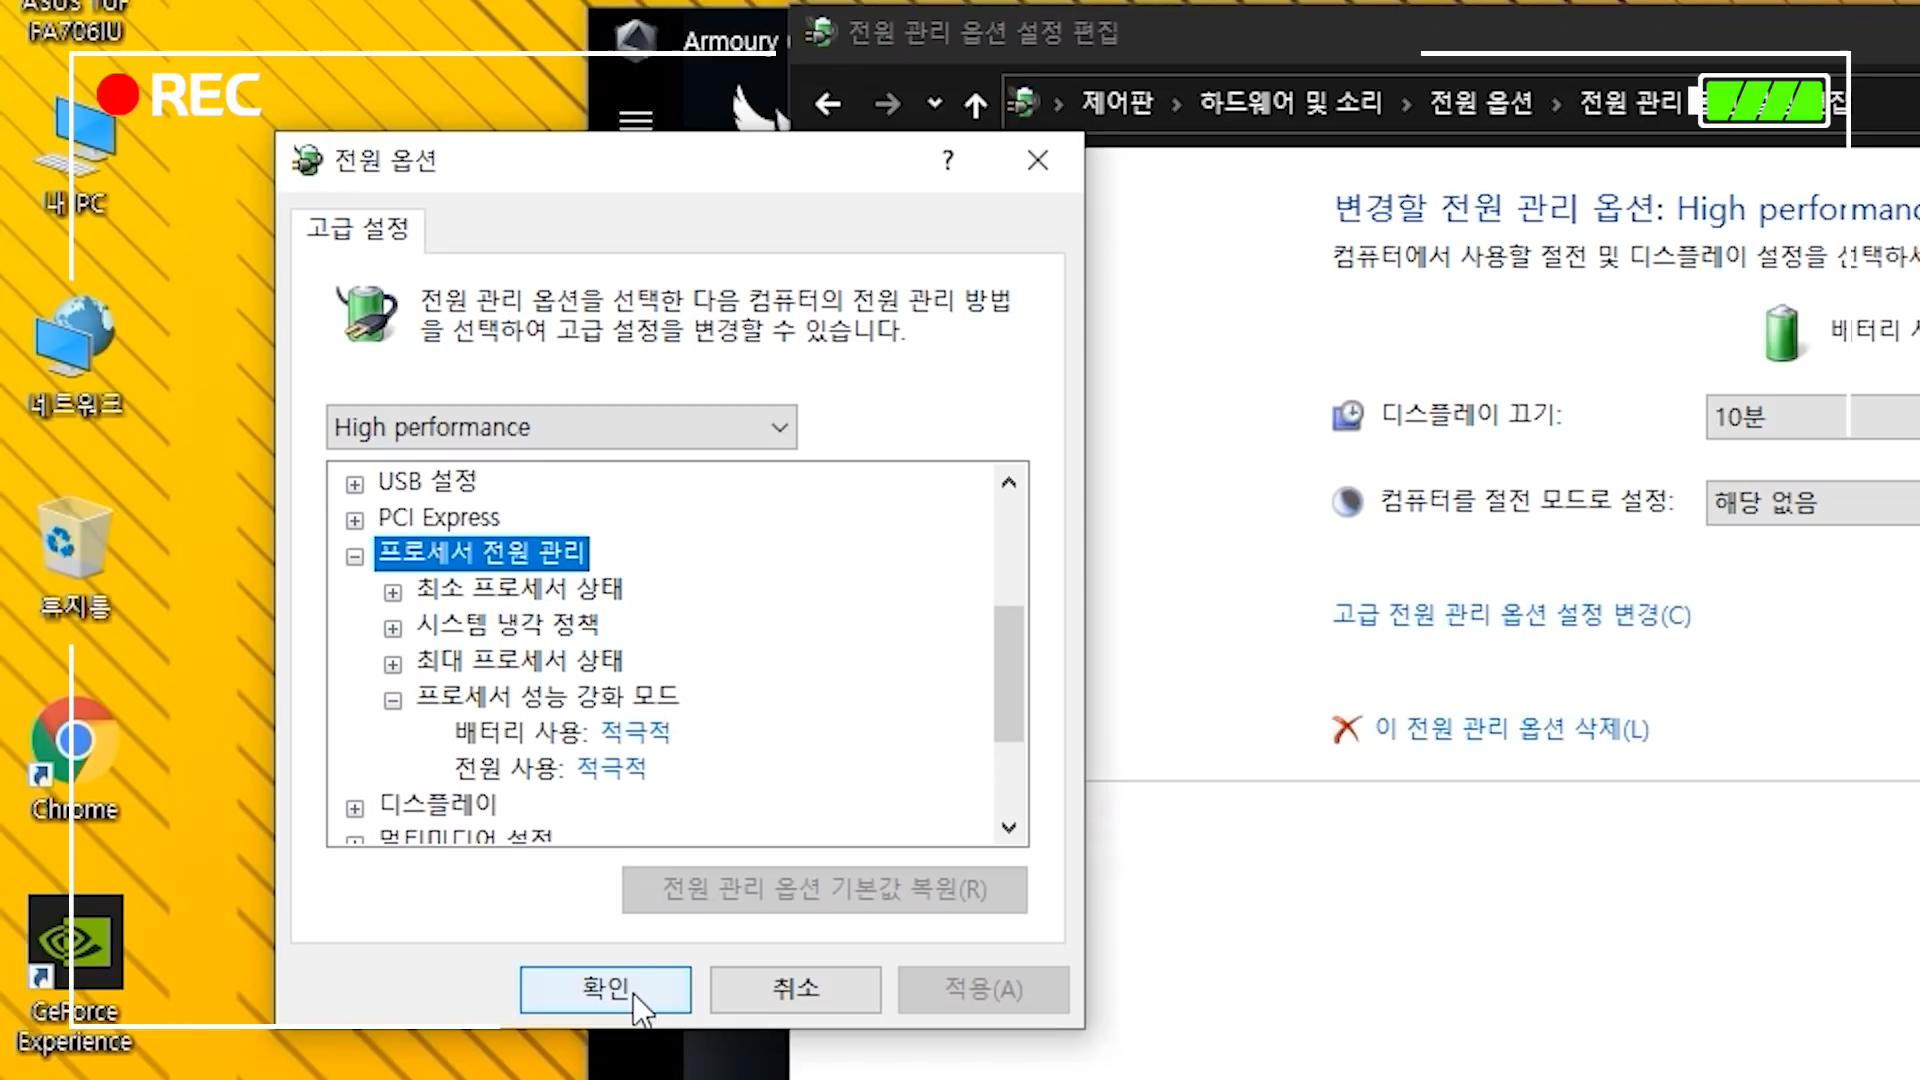 FA706IU
REC
내 PC
네트워크
휴지통
Chrome
GeForce
Experience
Armoury
전원 관리 옵션 설정 편집
제어판 › 하드웨어 및 소리 › 전원 옵션 › 전원 관리
전원 옵션
고급 설정
전원 관리 옵션을 선택한 다음 컴퓨터의 전원 관리 방법
을 선택하여 고급 설정을 변경할 수 있습니다.
High performance
USB 설정
PCI Express
프로세서 전원 관리
최소 프로세서 상태
시스템 냉각 정책
최대 프로세서 상태
프로세서 성능 강화 모드
배터리 사용: 적극적
전원 사용: 적극적
디스플레이
멀티미디어 설정
전원 관리 옵션 기본값 복원(R)
확인
취소
적용(A)
변경할 전원 관리 옵션: High performanc
컴퓨터에서 사용할 절전 및 디스플레이 설정을 선택하
배터리
디스플레이 끄기:
10분
컴퓨터를 절전 모드로 설정:
해당 없음
고급 전원 관리 옵션 설정 변경(C)
이 전원 관리 옵션 삭제(L)